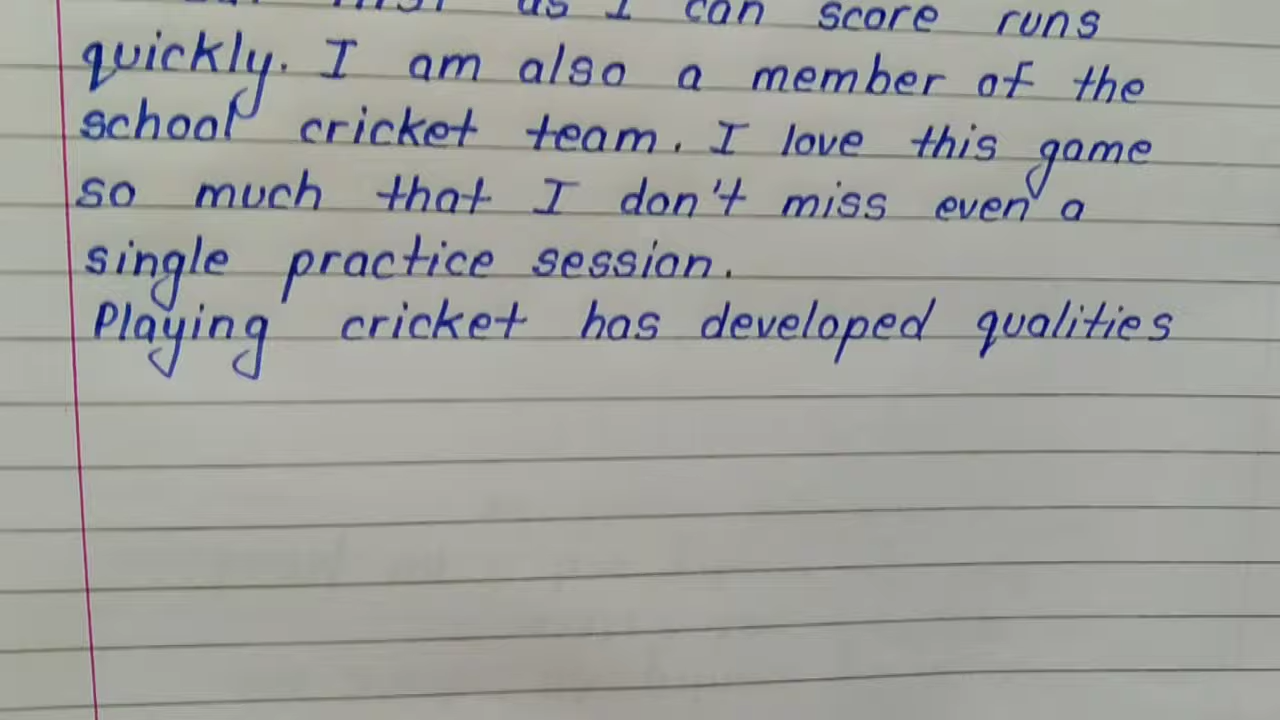 as I can score runs
quickly. I am also a member of the
school cricket team. I love this game
so much that I don't miss even a
single practice session.
Playing cricket has developed qualities